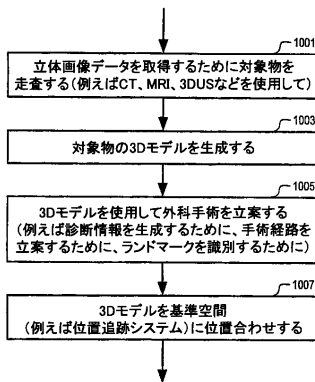 1001
立体画像データを取得するために対象物を
走査する(例えばCT、MRI、3DUSなどを使用して)
1003
対象物の3Dモデルを生成する
1005
3Dモデルを使用して外科手術を立案する
(例えば診断情報を生成するために、手術経路を
立案するために、ランドマークを識別するために)
1007
3Dモデルを基準空間
(例えば位置追跡システム)に位置合わせする